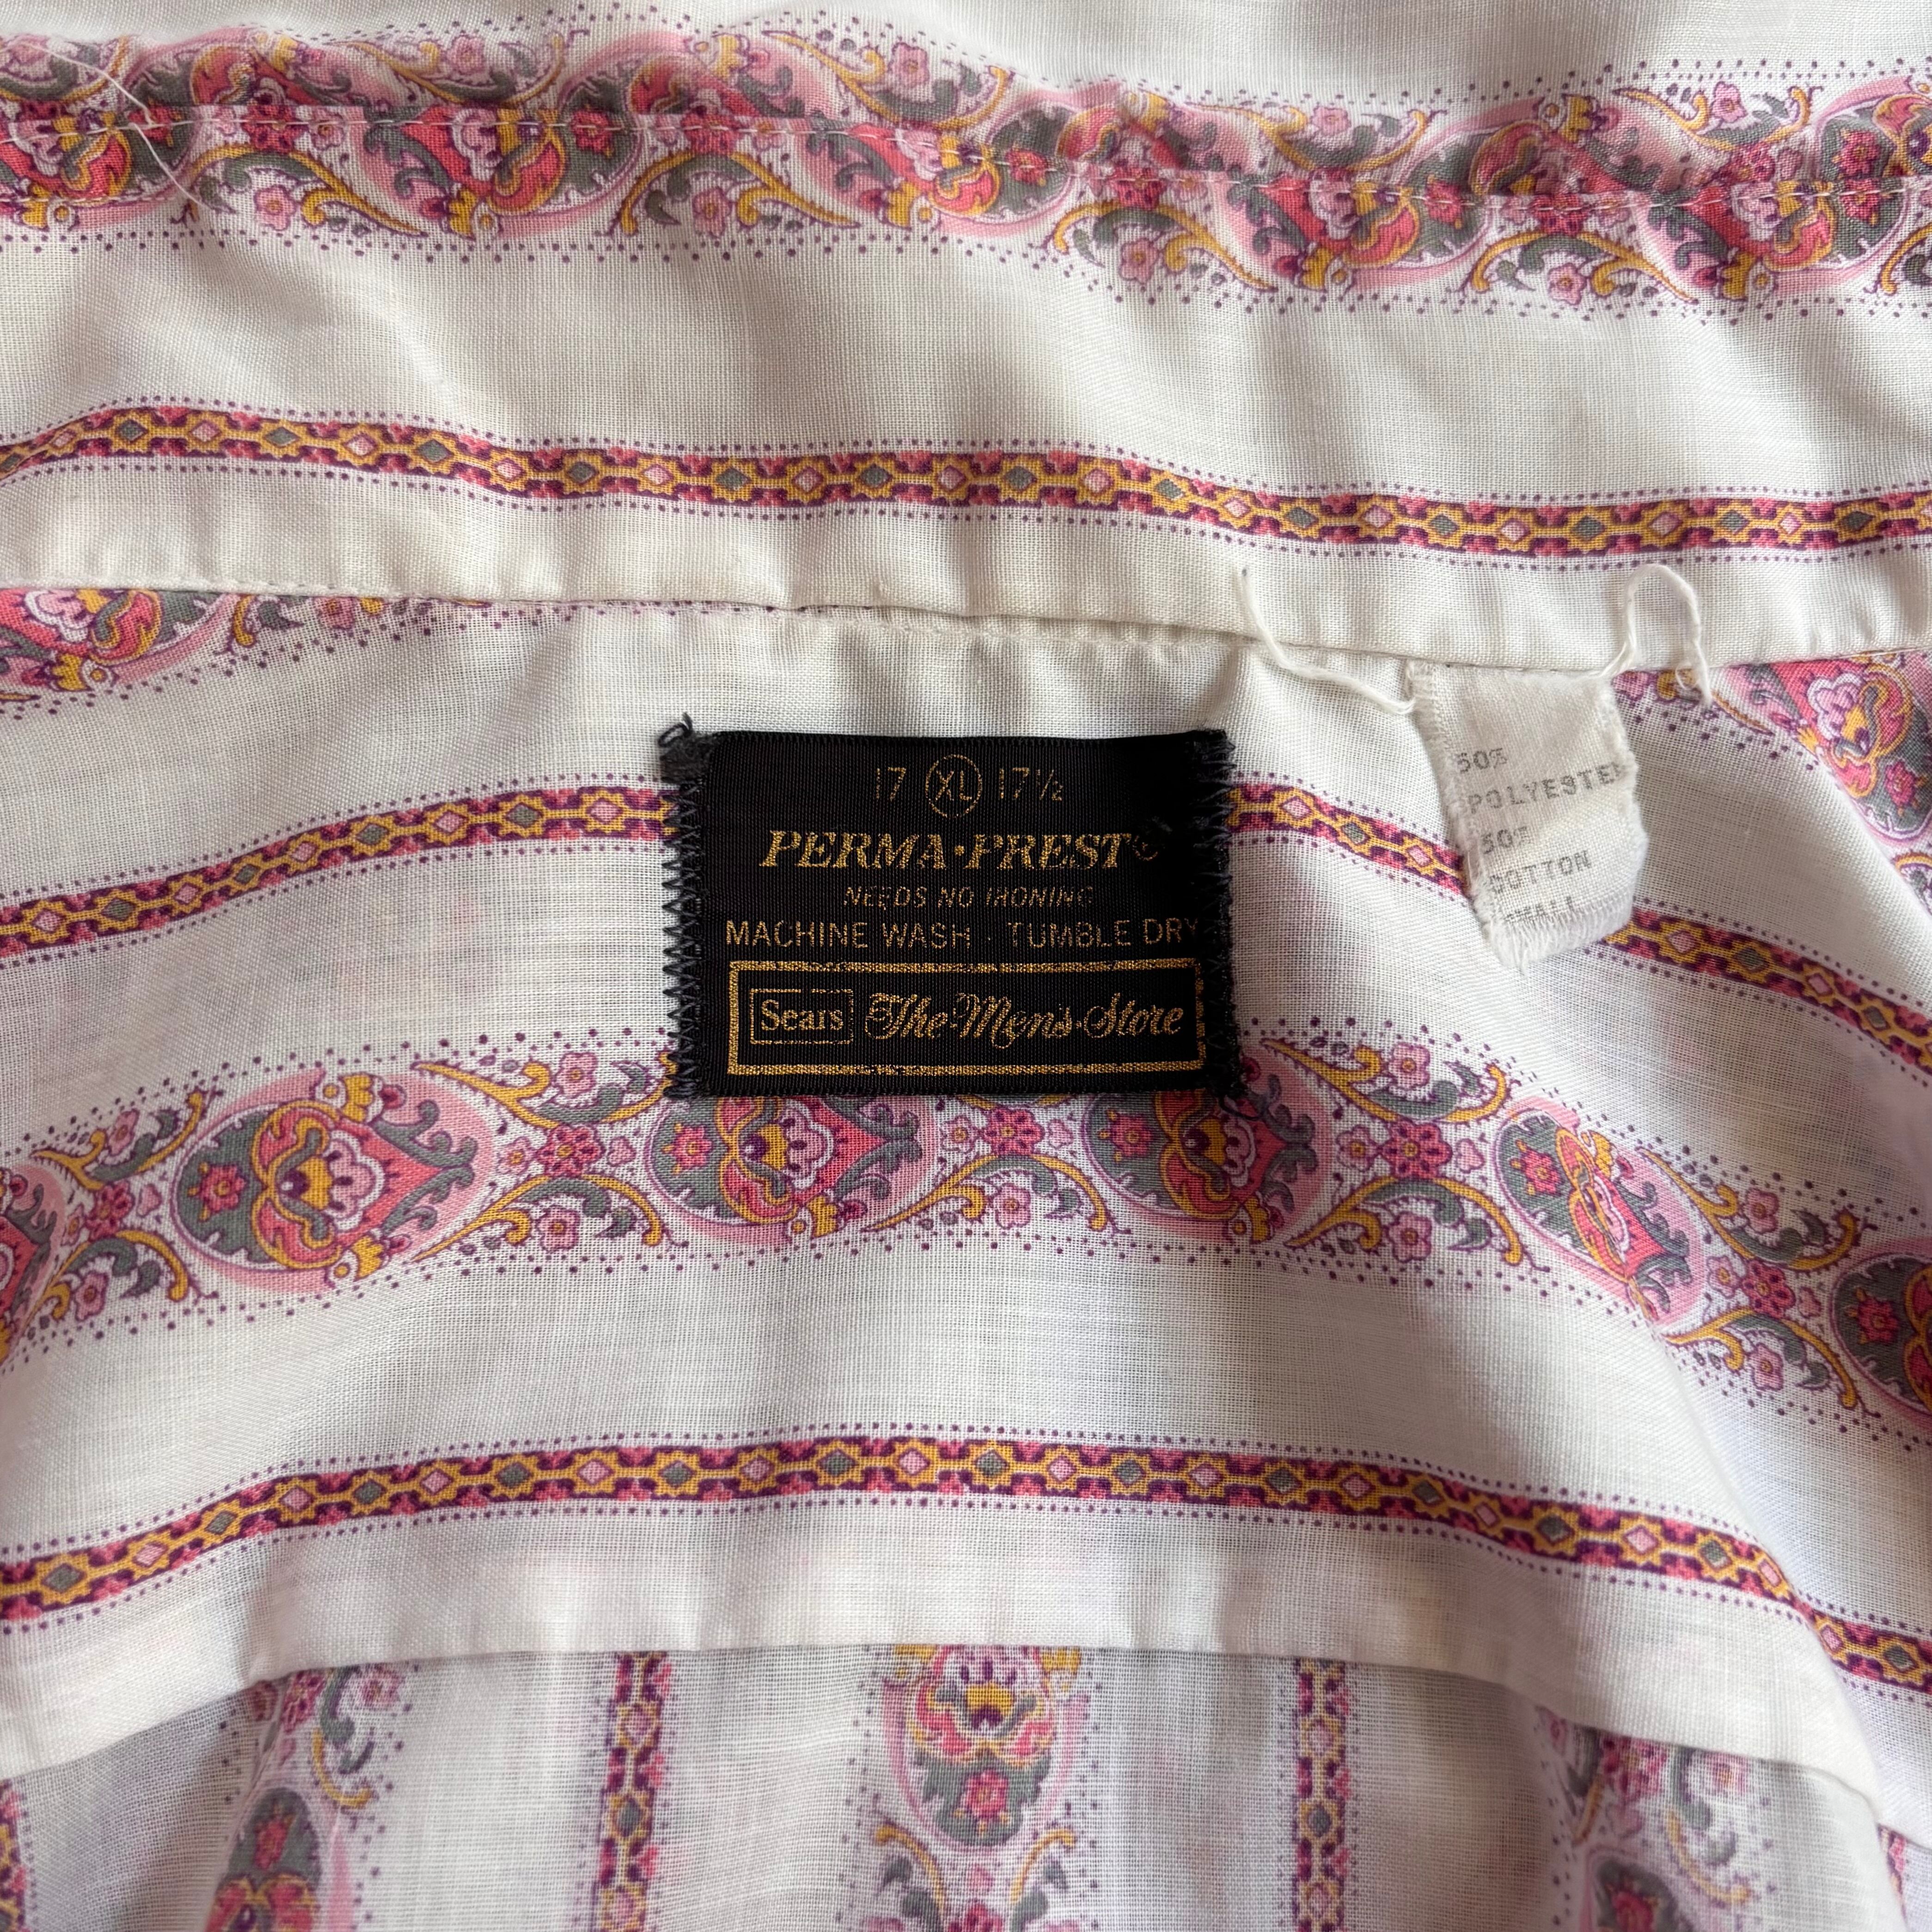 17 XL 17½
PERMA·PREST®
NEEDS NO IRONING
MACHINE WASH · TUMBLE DRY
Sears The·Men's·Store
50%
POLYESTER
50%
COTTON